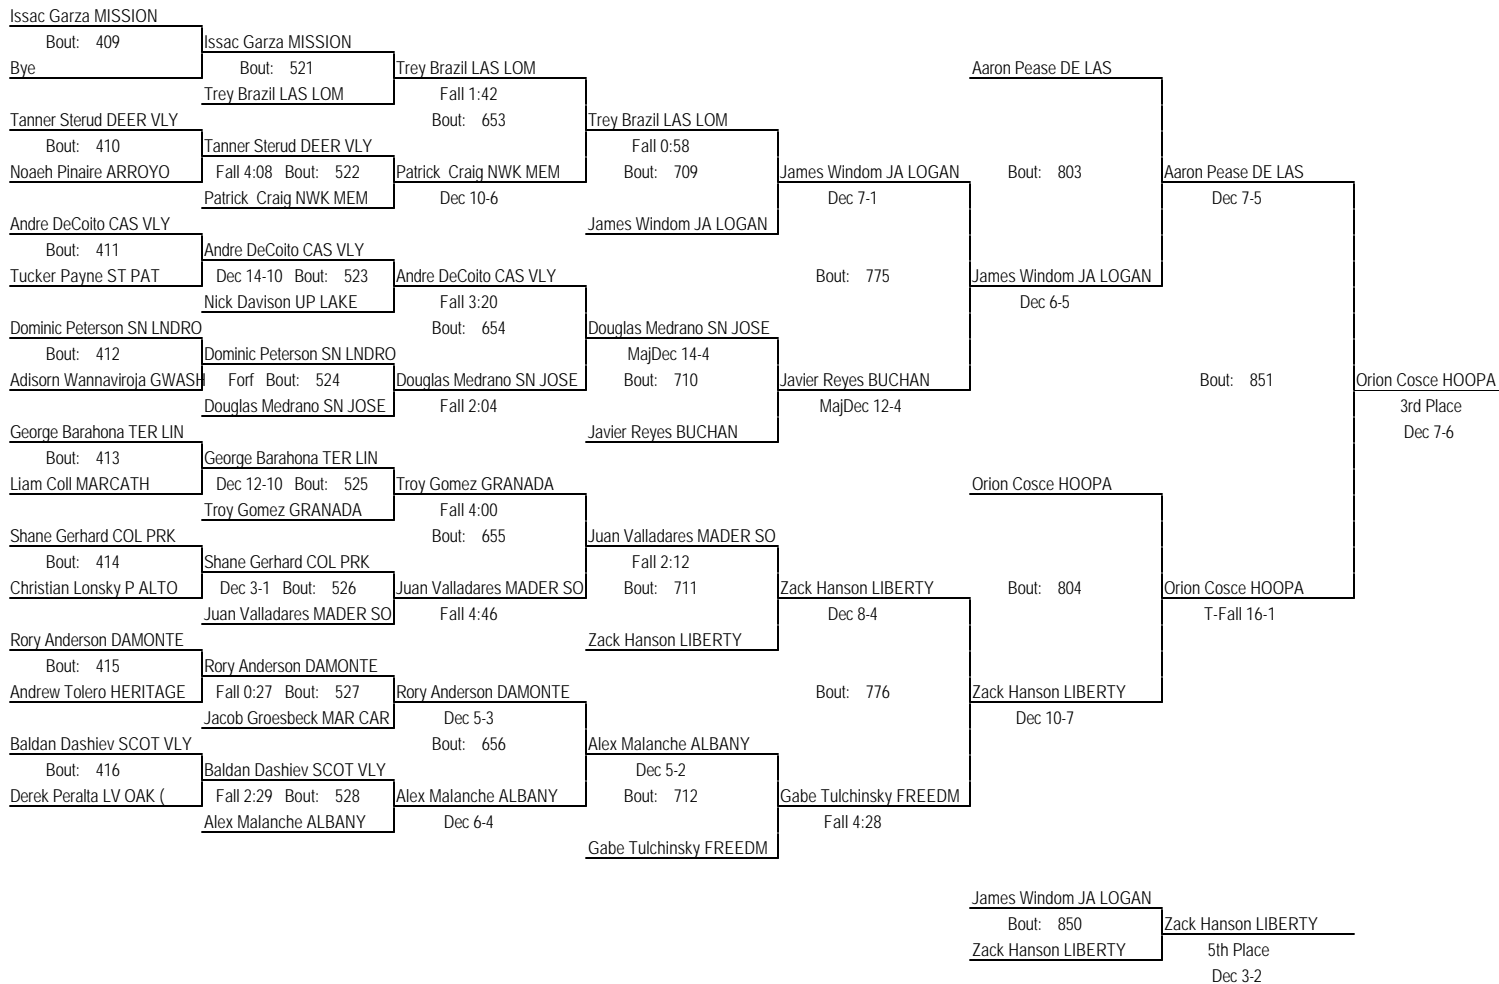 Issac Garza MISSION
Bout: 409
Issac Garza MISSION
Bye
Bout: 521
Trey Brazil LAS LOM
Aaron Pease DE LAS
Trey Brazil LAS LOM
Fall 1:42
Tanner Sterud DEER VLY
Bout: 653
Trey Brazil LAS LOM
Bout: 410
Tanner Sterud DEER VLY
Fall 0:58
Noaeh Pinaire ARROYO
Fall 4:08 Bout: 522
Patrick Craig NWK MEM
Bout: 709
James Windom JA LOGAN
Bout: 803
Aaron Pease DE LAS
Patrick Craig NWK MEM
Dec 10-6
Dec 7-1
Dec 7-5
Andre DeCoito CAS VLY
James Windom JA LOGAN
Bout: 411
Andre DeCoito CAS VLY
Tucker Payne ST PAT
Dec 14-10 Bout: 523
Andre DeCoito CAS VLY
Bout: 775
James Windom JA LOGAN
Nick Davison UP LAKE
Fall 3:20
Dec 6-5
Dominic Peterson SN LNDRO
Bout: 654
Douglas Medrano SN JOSE
Bout: 412
Dominic Peterson SN LNDRO
MajDec 14-4
Adisorn Wannaviroja GWASH
Forf Bout: 524
Douglas Medrano SN JOSE
Bout: 710
Javier Reyes BUCHAN
Bout: 851
Orion Cosce HOOPA
Douglas Medrano SN JOSE
Fall 2:04
MajDec 12-4
3rd Place
George Barahona TER LIN
Javier Reyes BUCHAN
Dec 7-6
Bout: 413
George Barahona TER LIN
Liam Coll MARCATH
Dec 12-10 Bout: 525
Troy Gomez GRANADA
Orion Cosce HOOPA
Troy Gomez GRANADA
Fall 4:00
Shane Gerhard COL PRK
Bout: 655
Juan Valladares MADER SO
Bout: 414
Shane Gerhard COL PRK
Fall 2:12
Christian Lonsky P ALTO
Dec 3-1 Bout: 526
Juan Valladares MADER SO
Bout: 711
Zack Hanson LIBERTY
Bout: 804
Orion Cosce HOOPA
Juan Valladares MADER SO
Fall 4:46
Dec 8-4
T-Fall 16-1
Rory Anderson DAMONTE
Zack Hanson LIBERTY
Bout: 415
Rory Anderson DAMONTE
Andrew Tolero HERITAGE
Fall 0:27 Bout: 527
Rory Anderson DAMONTE
Bout: 776
Zack Hanson LIBERTY
Jacob Groesbeck MAR CAR
Dec 5-3
Dec 10-7
Baldan Dashiev SCOT VLY
Bout: 656
Alex Malanche ALBANY
Bout: 416
Baldan Dashiev SCOT VLY
Dec 5-2
Derek Peralta LV OAK (
Fall 2:29 Bout: 528
Alex Malanche ALBANY
Bout: 712
Gabe Tulchinsky FREEDM
Alex Malanche ALBANY
Dec 6-4
Fall 4:28
Gabe Tulchinsky FREEDM
James Windom JA LOGAN
Bout: 850
Zack Hanson LIBERTY
Zack Hanson LIBERTY
5th Place
Dec 3-2